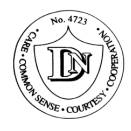 No. 4723
• CARE • COMMON SENSE • COURTESY • COOPERATION •
DN